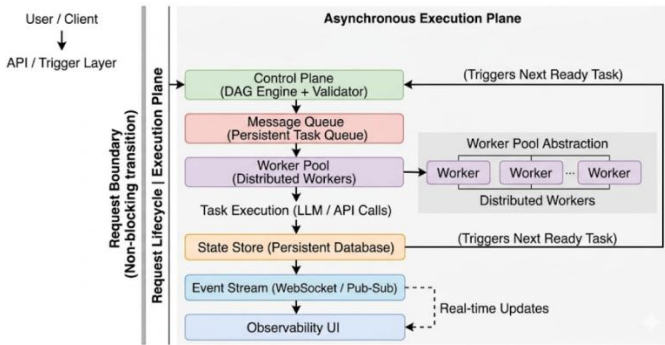 User / Client
API / Trigger Layer
Request Boundary
(Non-blocking transition)
Request Lifecycle | Execution Plane
Asynchronous Execution Plane
Control Plane
(DAG Engine + Validator)
(Triggers Next Ready Task)
Message Queue
(Persistent Task Queue)
Worker Pool
(Distributed Workers)
Worker Pool Abstraction
Worker
Worker
...
Worker
Distributed Workers
Task Execution (LLM / API Calls)
State Store (Persistent Database)
(Triggers Next Ready Task)
Event Stream (WebSocket / Pub-Sub)
Real-time Updates
Observability UI